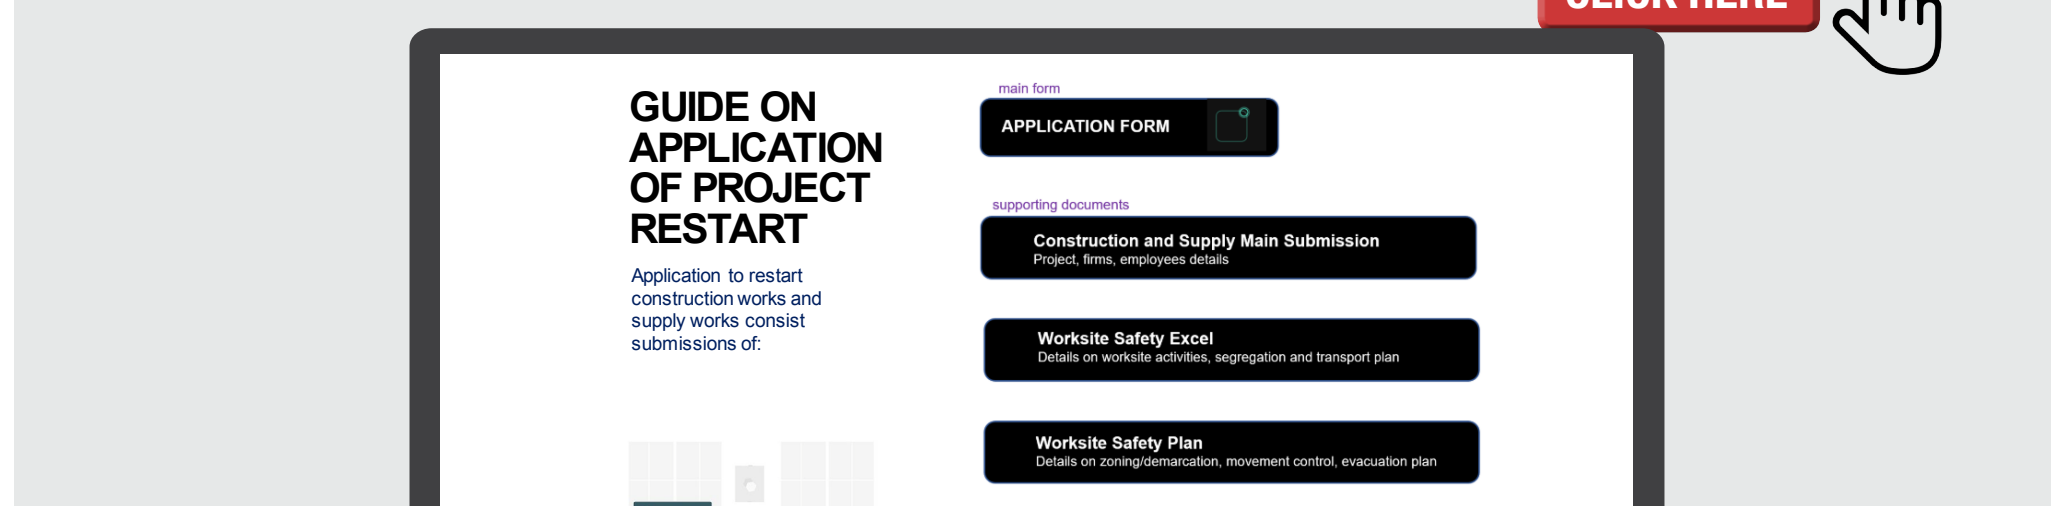 CLICK HERE
GUIDE ON
APPLICATION
OF PROJECT
RESTART
Application to restart
construction works and
supply works consist
submissions of:
main form
APPLICATION FORM
supporting documents
Construction and Supply Main Submission
Project, firms, employees details
Worksite Safety Excel
Details on worksite activities, segregation and transport plan
Worksite Safety Plan
Details on zoning/demarcation, movement control, evacuation plan